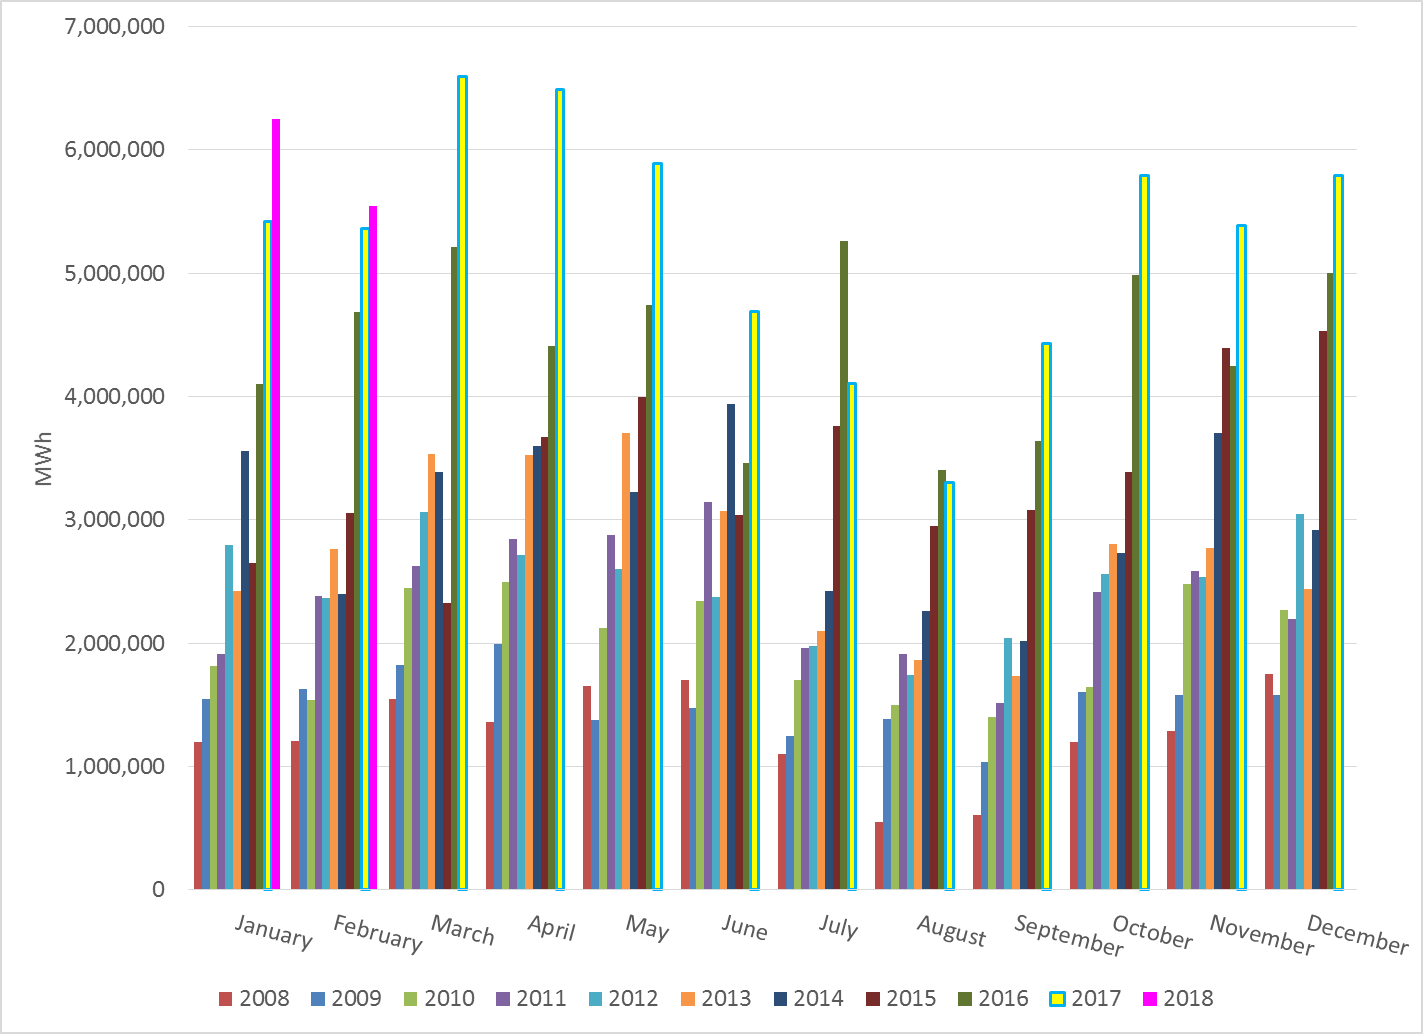 7,000,000
6,000,000
5,000,000
4,000,000
3,000,000
2,000,000
1,000,000
0
MWh
January February March April May June July August September October November December
2008 2009 2010 2011 2012 2013 2014 2015 2016 2017 2018